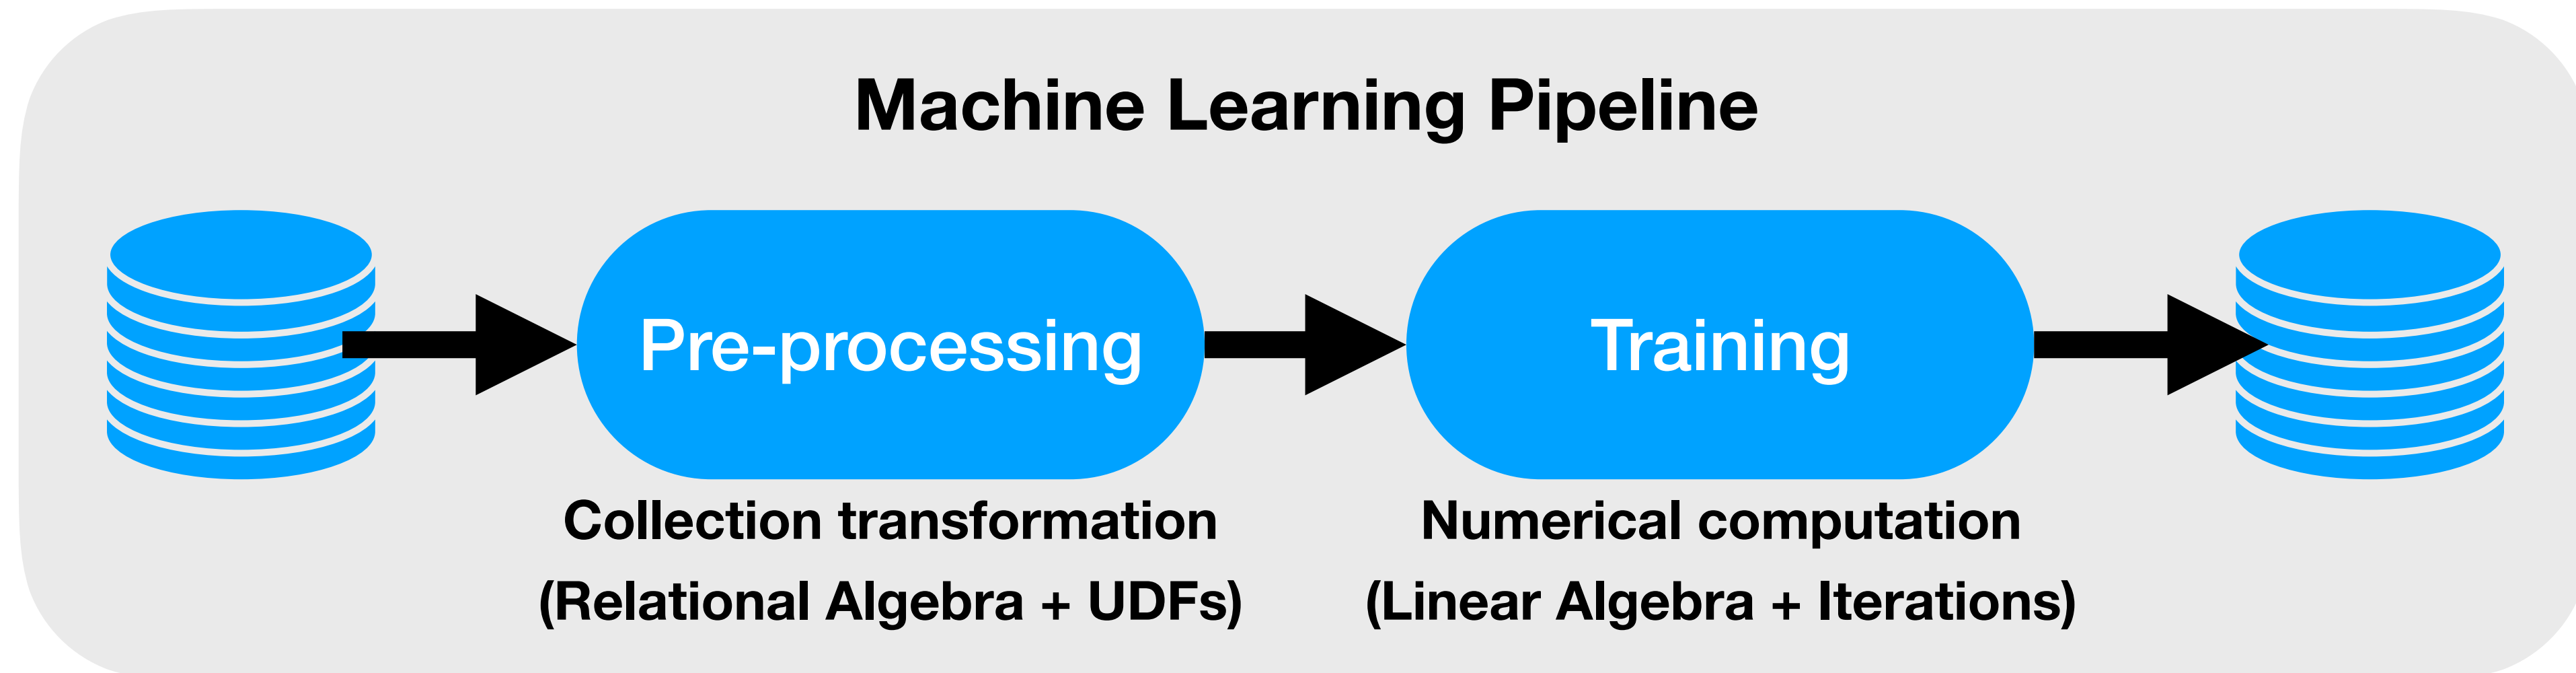 Machine Learning Pipeline
Pre-processing
Training
Collection transformation
(Relational Algebra + UDFs)
Numerical computation
(Linear Algebra + Iterations)